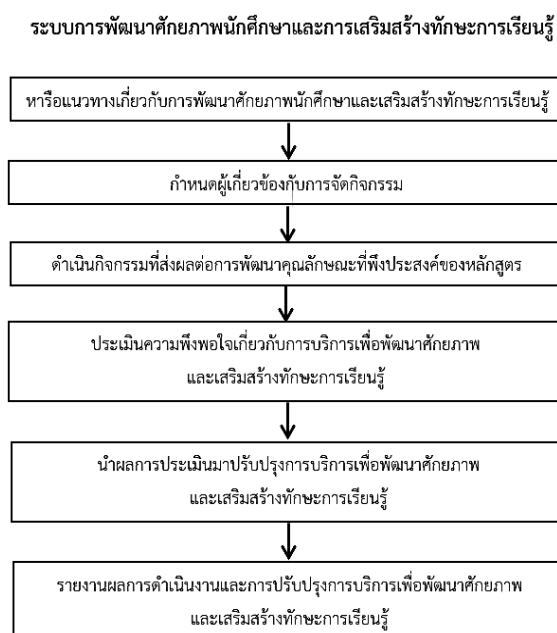 ระบบการพัฒนาศักยภาพนักศึกษาและการเสริมสร้างทักษะการเรียนรู้
หารือแนวทางเกี่ยวกับการพัฒนาศักยภาพนักศึกษาและเสริมสร้างทักษะการเรียนรู้
กำหนดผู้เกี่ยวข้องกับการจัดกิจกรรม
ดำเนินกิจกรรมที่ส่งผลต่อการพัฒนาคุณลักษณะที่พึงประสงค์ของหลักสูตร
ประเมินความพึงพอใจเกี่ยวกับการบริการเพื่อพัฒนาศักยภาพ
และเสริมสร้างทักษะการเรียนรู้
นำผลการประเมินมาปรับปรุงการบริการเพื่อพัฒนาศักยภาพ
และเสริมสร้างทักษะการเรียนรู้
รายงานผลการดำเนินงานและการปรับปรุงการบริการเพื่อพัฒนาศักยภาพ
และเสริมสร้างทักษะการเรียนรู้